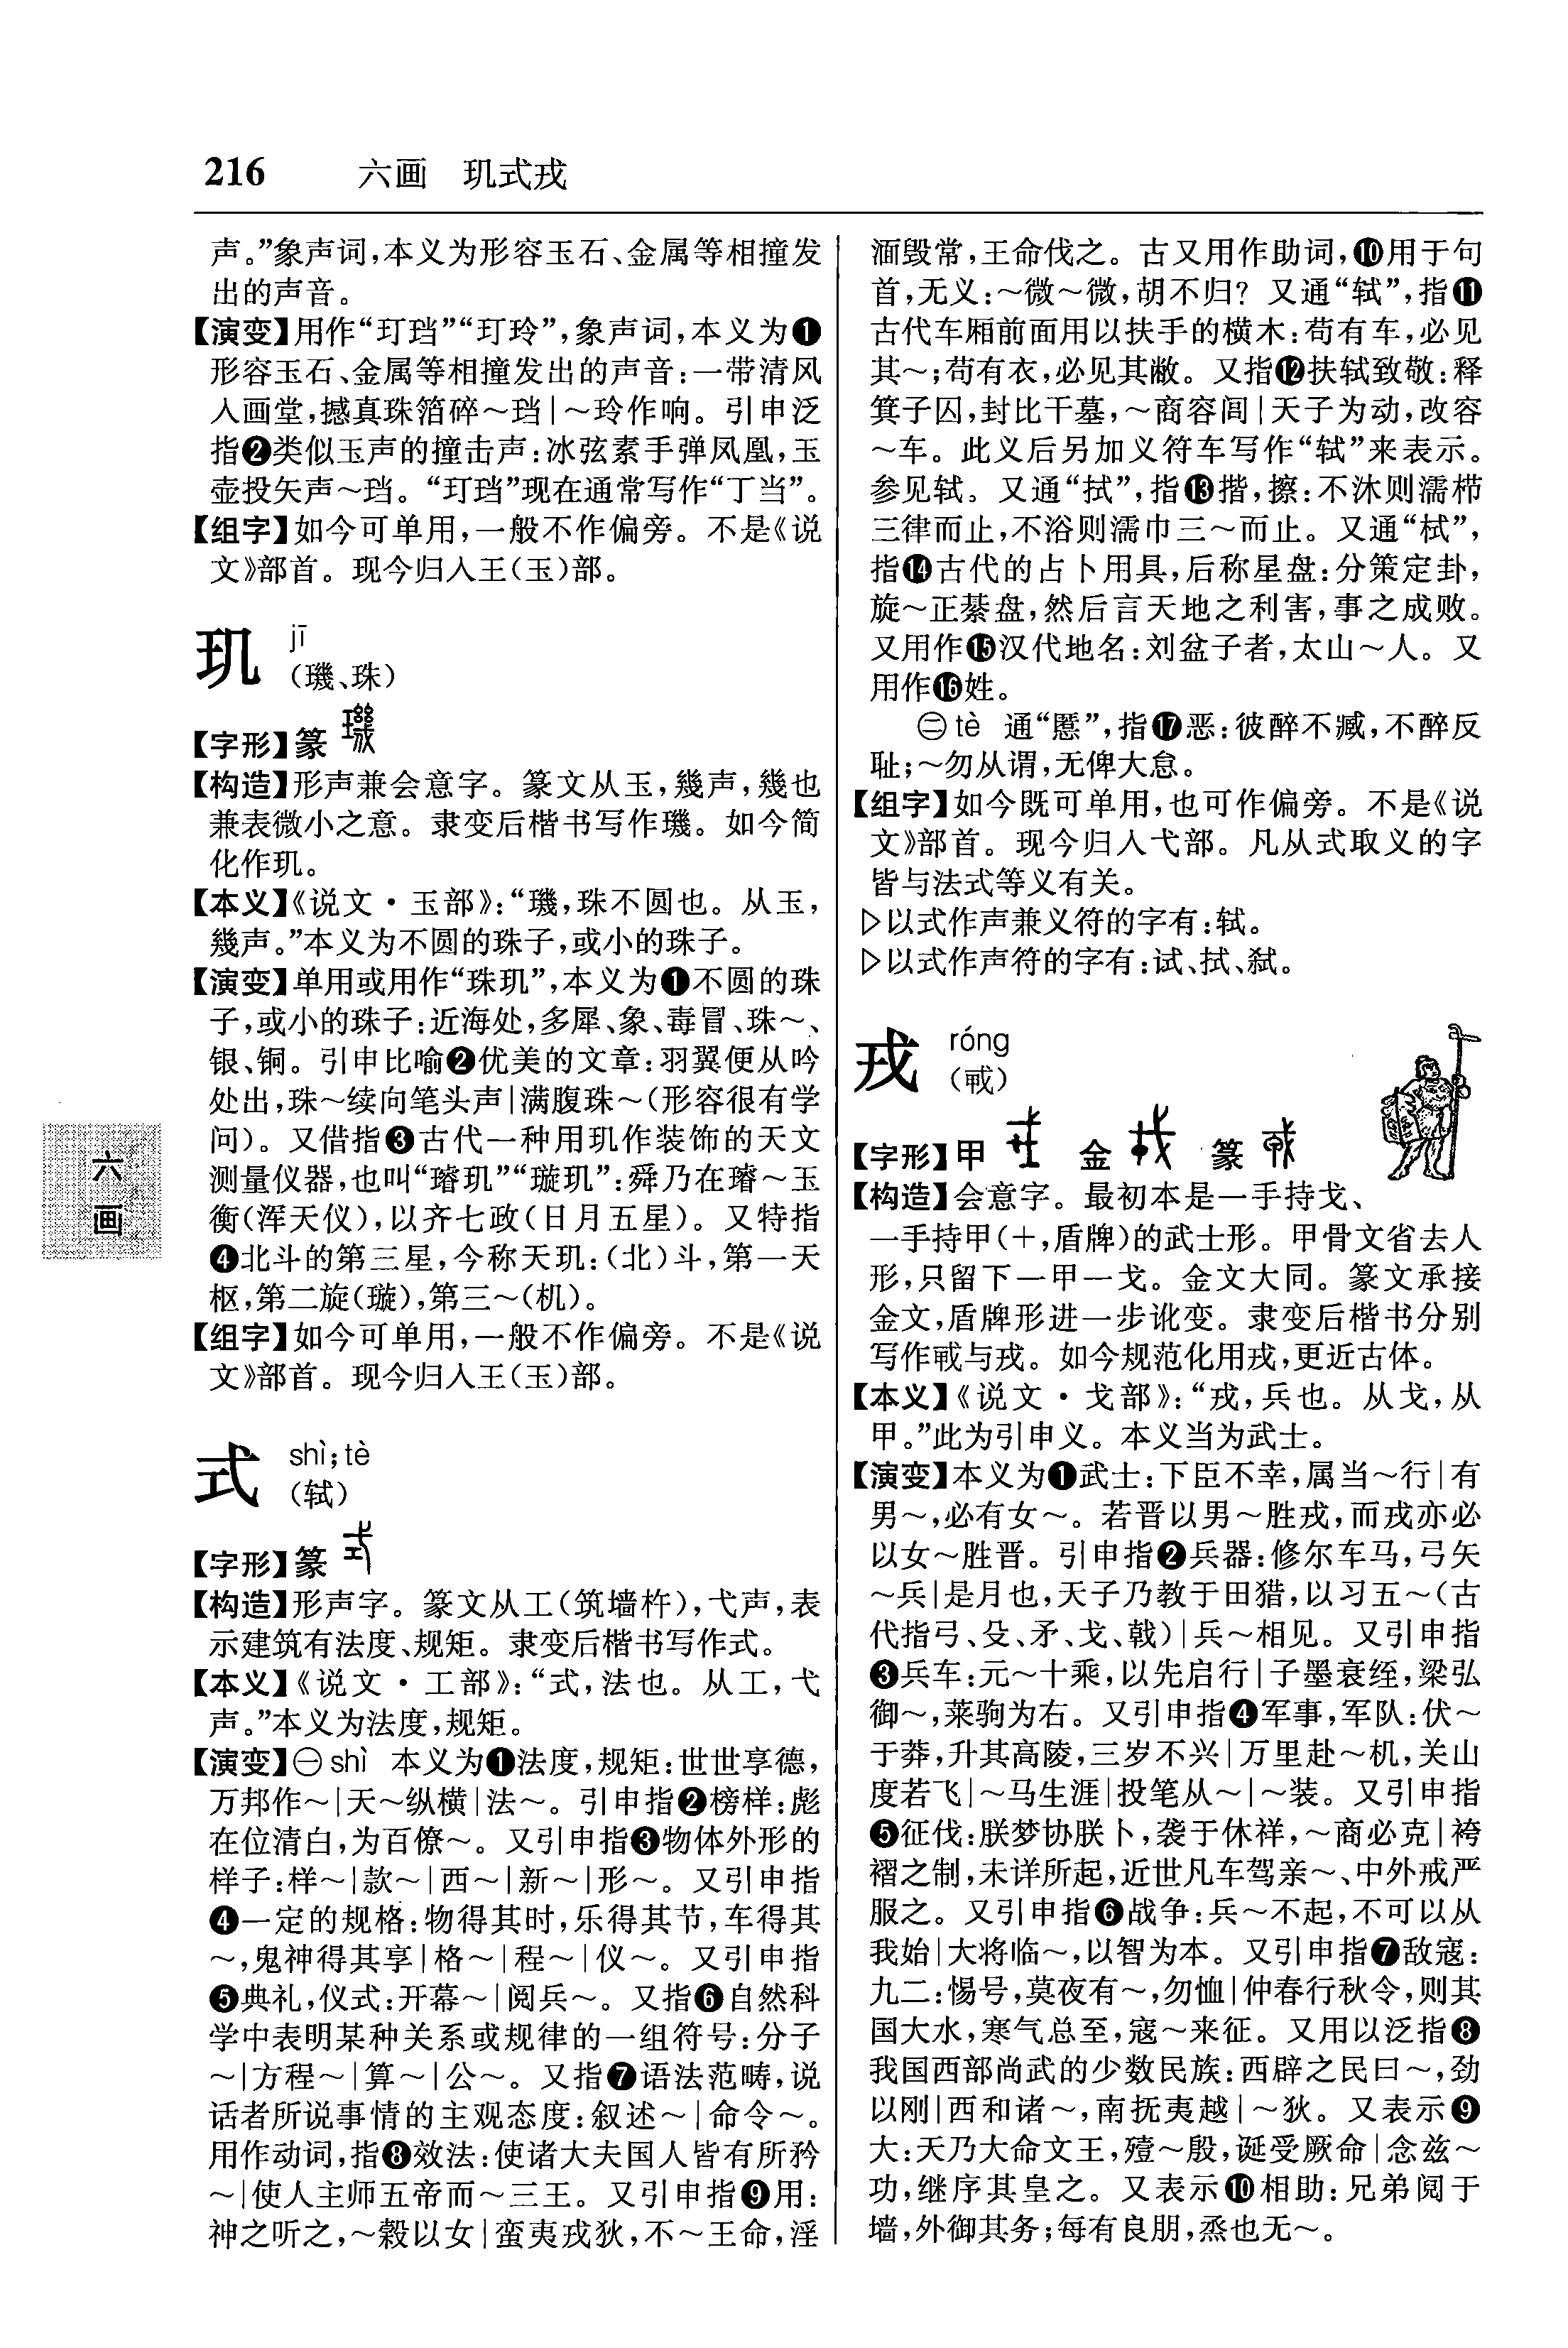 216 六画 玑式戎
声。”象声词,本义为形容玉石、金属等相撞发
出的声音。
【演变】用作“玎珰”“玎玲”,象声词,本义为❶
形容玉石、金属等相撞发出的声音:一带清风
入画堂,撼真珠箔碎～珰|～玲作响。引申泛
指❷类似玉声的撞击声:冰弦素手弹凤凰,玉
壶投矢声～珰。“玎珰”现在通常写作“丁当”。
【组字】如今可单用,一般不作偏旁。不是《说
文》部首。现今归入王(玉)部。
玑 jī
(璣、珠)
【字形】篆
【构造】形声兼会意字。篆文从玉,幾声,幾也
兼表微小之意。隶变后楷书写作璣。如今简
化作玑。
【本义】《说文·玉部》:“璣,珠不圆也。从玉,
幾声。”本义为不圆的珠子,或小的珠子。
【演变】单用或用作“珠玑”,本义为❶不圆的珠
子,或小的珠子:近海处,多犀、象、毒冒、珠～、
银、铜。引申比喻❷优美的文章:羽翼便从吟
处出,珠～续向笔头声|满腹珠～(形容很有学
问)。又借指❸古代一种用玑作装饰的天文
测量仪器,也叫“璿玑”“璇玑”:舜乃在璿～玉
衡(浑天仪),以齐七政(日月五星)。又特指
❹北斗的第三星,今称天玑:(北)斗,第一天
枢,第二旋(璇),第三～(机)。
【组字】如今可单用,一般不作偏旁。不是《说
文》部首。现今归入王(玉)部。
式 shì;tè
(轼)
【字形】篆
【构造】形声字。篆文从工(筑墙杵),弋声,表
示建筑有法度、规矩。隶变后楷书写作式。
【本义】《说文·工部》:“式,法也。从工,弋
声。”本义为法度,规矩。
【演变】㊀shì 本义为❶法度,规矩:世世享德,
万邦作～|天～纵横|法～。引申指❷榜样:彪
在位清白,为百僚～。又引申指❸物体外形的
样子:样～|款～|西～|新～|形～。又引申指
❹一定的规格:物得其时,乐得其节,车得其
～,鬼神得其享|格～|程～|仪～。又引申指
❺典礼,仪式:开幕～|阅兵～。又指❻自然科
学中表明某种关系或规律的一组符号:分子
～|方程～|算～|公～。又指❼语法范畴,说
话者所说事情的主观态度:叙述～|命令～。
用作动词,指❽效法:使诸大夫国人皆有所矜
～|使人主师五帝而～三王。又引申指❾用:
神之听之,～榖以女|蛮夷戎狄,不～王命,淫
湎毁常,王命伐之。古又用作助词,❿用于句
首,无义:～微～微,胡不归? 又通“轼”,指⓫
古代车厢前面用以扶手的横木:苟有车,必见
其～;苟有衣,必见其敝。又指⓬扶轼致敬:释
箕子囚,封比干墓,～商容闾|天子为动,改容
～车。此义后另加义符车写作“轼”来表示。
参见轼。又通“拭”,指⓭揩,擦:不沐则濡栉
三律而止,不浴则濡巾三～而止。又通“栻”,
指⓮古代的占卜用具,后称星盘:分策定卦,
旋～正棊盘,然后言天地之利害,事之成败。
又用作⓯汉代地名:刘盆子者,太山～人。又
用作⓰姓。
㊁tè 通“慝”,指⓱恶:彼醉不臧,不醉反
耻;～勿从谓,无俾大怠。
【组字】如今既可单用,也可作偏旁。不是《说
文》部首。现今归入弋部。凡从式取义的字
皆与法式等义有关。
▷以式作声兼义符的字有:轼。
▷以式作声符的字有:试、拭、弑。
戎 róng
(𢦦)
【字形】甲 金 篆
【构造】会意字。最初本是一手持戈、
一手持甲(十,盾牌)的武士形。甲骨文省去人
形,只留下一甲一戈。金文大同。篆文承接
金文,盾牌形进一步讹变。隶变后楷书分别
写作𢦦与戎。如今规范化用戎,更近古体。
【本义】《说文·戈部》:“戎,兵也。从戈,从
甲。”此为引申义。本义当为武士。
【演变】本义为❶武士:下臣不幸,属当～行|有
男～,必有女～。若晋以男～胜戎,而戎亦必
以女～胜晋。引申指❷兵器:修尔车马,弓矢
～兵|是月也,天子乃教于田猎,以习五～(古
代指弓、殳、矛、戈、戟)|兵～相见。又引申指
❸兵车:元～十乘,以先启行|子墨衰绖,梁弘
御～,莱驹为右。又引申指❹军事,军队:伏～
于莽,升其高陵,三岁不兴|万里赴～机,关山
度若飞|～马生涯|投笔从～|～装。又引申指
❺征伐:朕梦协朕卜,袭于休祥,～商必克|袴
褶之制,未详所起,近世凡车驾亲～、中外戒严
服之。又引申指❻战争:兵～不起,不可以从
我始|大将临～,以智为本。又引申指❼敌寇:
九二:惕号,莫夜有～,勿恤|仲春行秋令,则其
国大水,寒气总至,寇～来征。又用以泛指❽
我国西部尚武的少数民族:西辟之民曰～,劲
以刚|西和诸～,南抚夷越|～狄。又表示❾
大:天乃大命文王,殪～殷,诞受厥命|念兹～
功,继序其皇之。又表示❿相助:兄弟阋于
墙,外御其务;每有良朋,烝也无～。
六画